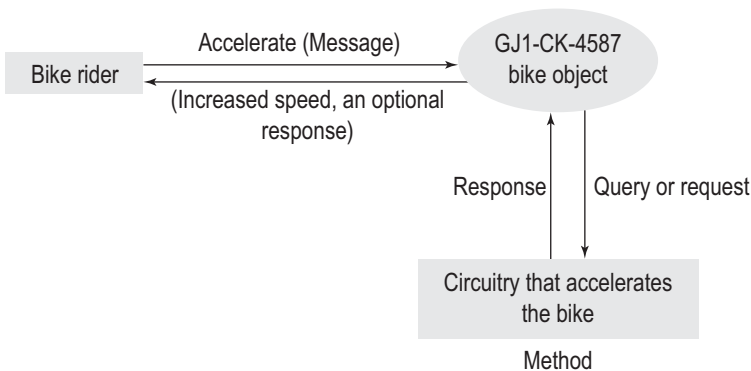 Accelerate (Message)
GJ1-CK-4587
bike object
Bike rider
(Increased speed, an optional
response)
Response
Query or request
Circuitry that accelerates
the bike
Method